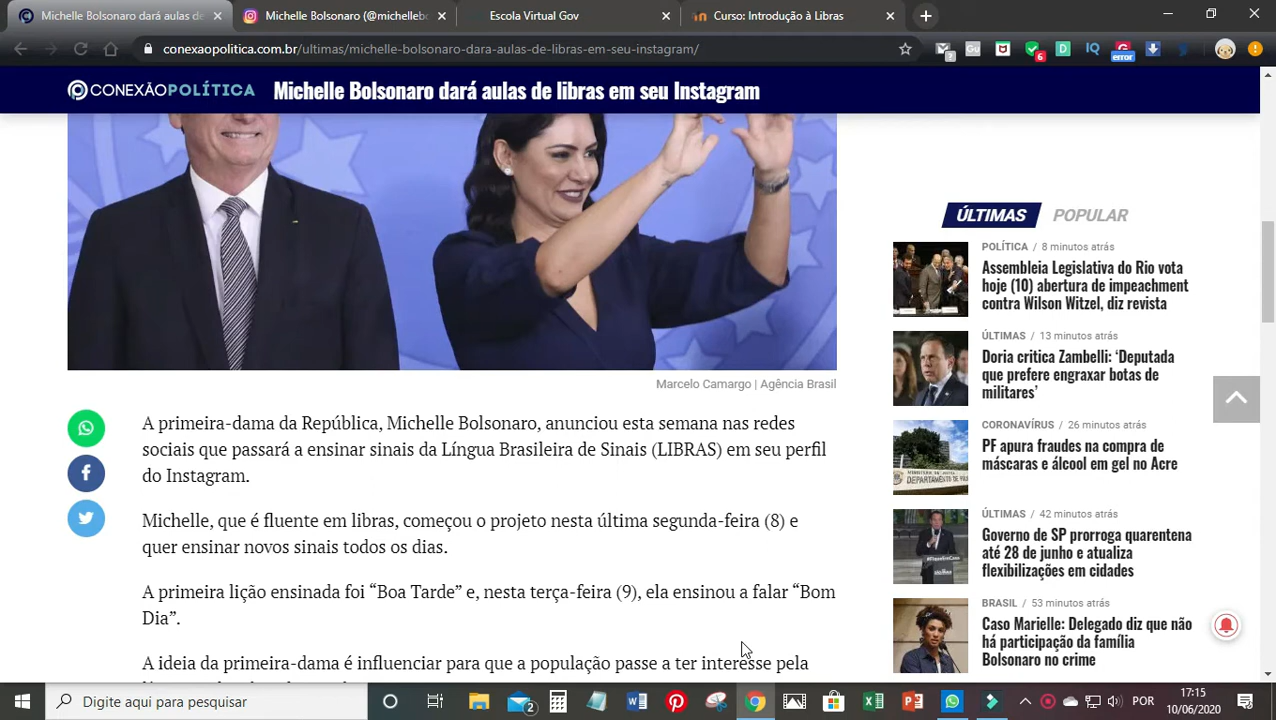 Michelle Bolsonaro dará aulas de
Michelle Bolsonaro (@michelleb
Escola Virtual Gov
Curso: Introdução à Libras
conexaopolitica.com.br/ultimas/michelle-bolsonaro-dara-aulas-de-libras-em-seu-instagram/
?
Gu
M
6
D
IQ
error
CONEXÃOPOLÍTICA
Michelle Bolsonaro dará aulas de libras em seu Instagram
Marcelo Camargo | Agência Brasil
A primeira-dama da República, Michelle Bolsonaro, anunciou esta semana nas redes
sociais que passará a ensinar sinais da Língua Brasileira de Sinais (LIBRAS) em seu perfil
do Instagram.
Michelle, que é fluente em libras, começou o projeto nesta última segunda-feira (8) e
quer ensinar novos sinais todos os dias.
A primeira lição ensinada foi “Boa Tarde” e, nesta terça-feira (9), ela ensinou a falar “Bom
Dia”.
A ideia da primeira-dama é influenciar para que a população passe a ter interesse pela
ÚLTIMAS
POPULAR
POLÍTICA / 8 minutos atrás
Assembleia Legislativa do Rio vota
hoje (10) abertura de impeachment
contra Wilson Witzel, diz revista
ÚLTIMAS / 13 minutos atrás
Doria critica Zambelli: ‘Deputada
que prefere engraxar botas de
militares’
CORONAVÍRUS / 26 minutos atrás
PF apura fraudes na compra de
máscaras e álcool em gel no Acre
ÚLTIMAS / 42 minutos atrás
Governo de SP prorroga quarentena
até 28 de junho e atualiza
flexibilizações em cidades
BRASIL / 53 minutos atrás
Caso Marielle: Delegado diz que não
há participação da família
Bolsonaro no crime
Digite aqui para pesquisar
2
POR
17:15
10/06/2020